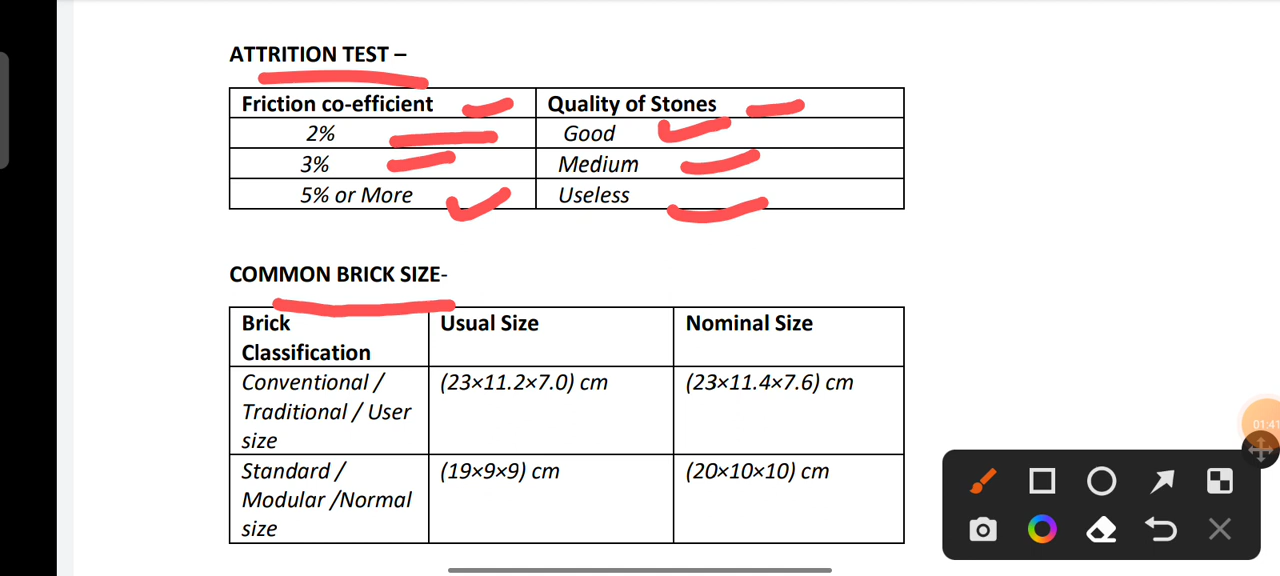 ATTRITION TEST –
Friction co-efficient Quality of Stones
2% Good
3% Medium
5% or More Useless
COMMON BRICK SIZE-
Brick Classification Usual Size Nominal Size
Conventional / Traditional / User size (23×11.2×7.0) cm (23×11.4×7.6) cm
Standard / Modular /Normal size (19×9×9) cm (20×10×10) cm
01:41